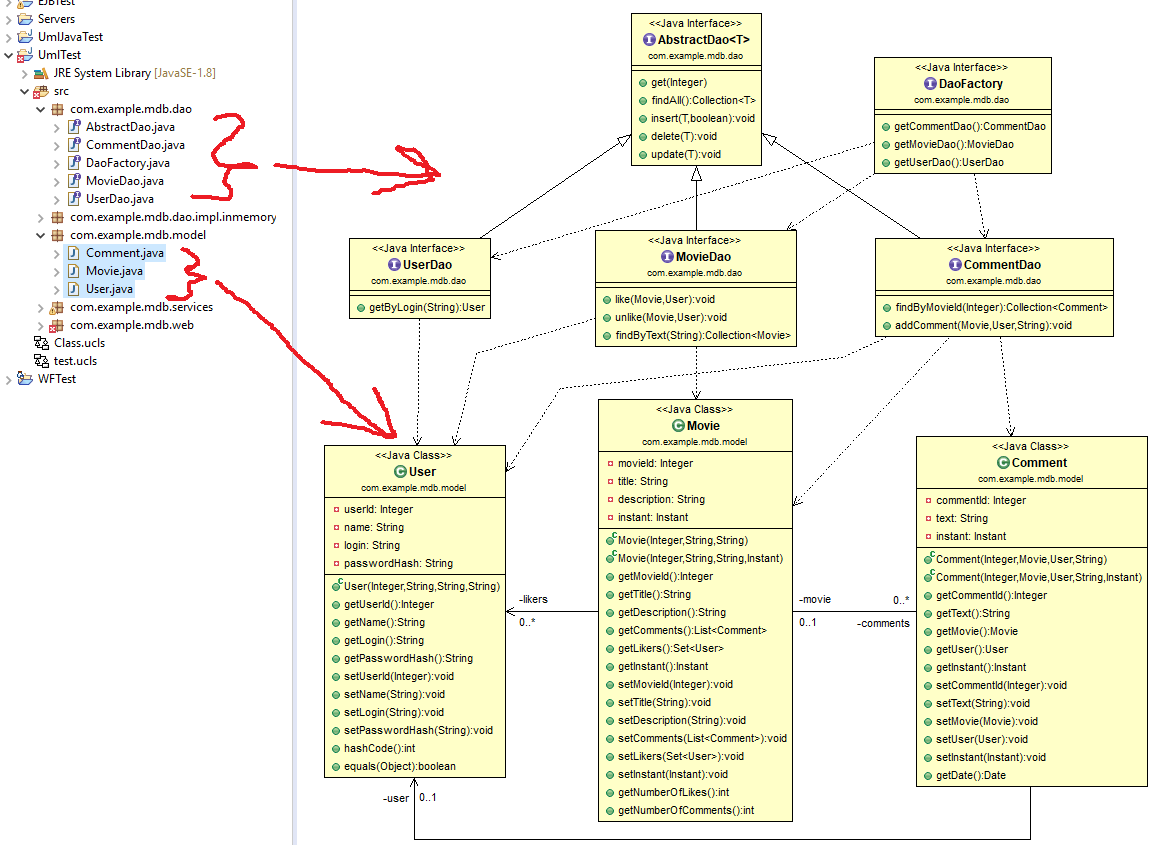 EJBTest
Servers
UmlJavaTest
UmlTest
JRE System Library [JavaSE-1.8]
src
com.example.mdb.dao
AbstractDao.java
CommentDao.java
DaoFactory.java
MovieDao.java
UserDao.java
com.example.mdb.dao.impl.inmemory
com.example.mdb.model
Comment.java
Movie.java
User.java
com.example.mdb.services
com.example.mdb.web
Class.ucls
test.ucls
WFTest
<<Java Interface>>
AbstractDao<T>
com.example.mdb.dao
get(Integer)
findAll():Collection<T>
insert(T,boolean):void
delete(T):void
update(T):void
<<Java Interface>>
DaoFactory
com.example.mdb.dao
getCommentDao():CommentDao
getMovieDao():MovieDao
getUserDao():UserDao
<<Java Interface>>
UserDao
com.example.mdb.dao
getByLogin(String):User
<<Java Interface>>
MovieDao
com.example.mdb.dao
like(Movie,User):void
unlike(Movie,User):void
findByText(String):Collection<Movie>
<<Java Interface>>
CommentDao
com.example.mdb.dao
findByMovieId(Integer):Collection<Comment>
addComment(Movie,User,String):void
<<Java Class>>
User
com.example.mdb.model
userId: Integer
name: String
login: String
passwordHash: String
User(Integer,String,String,String)
getUserId():Integer
getName():String
getLogin():String
getPasswordHash():String
setUserId(Integer):void
setName(String):void
setLogin(String):void
setPasswordHash(String):void
hashCode():int
equals(Object):boolean
<<Java Class>>
Movie
com.example.mdb.model
movieId: Integer
title: String
description: String
instant: Instant
Movie(Integer,String,String)
Movie(Integer,String,String,Instant)
getMovieId():Integer
getTitle():String
getDescription():String
getComments():List<Comment>
getLikers():Set<User>
getInstant():Instant
setMovieId(Integer):void
setTitle(String):void
setDescription(String):void
setComments(List<Comment>):void
setLikers(Set<User>):void
setInstant(Instant):void
getNumberOfLikes():int
getNumberOfComments():int
<<Java Class>>
Comment
com.example.mdb.model
commentId: Integer
text: String
instant: Instant
Comment(Integer,Movie,User,String)
Comment(Integer,Movie,User,String,Instant)
getCommentId():Integer
getText():String
getMovie():Movie
getUser():User
getInstant():Instant
setCommentId(Integer):void
setText(String):void
setMovie(Movie):void
setUser(User):void
setInstant(Instant):void
getDate():Date
-likers
0..*
-movie
0..1
0..*
-comments
-user
0..1